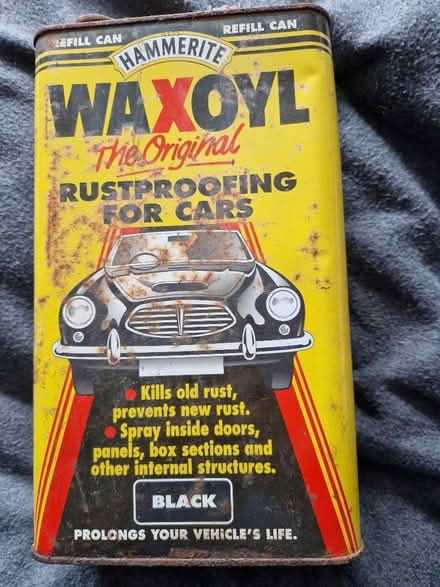 REFILL CAN
REFILL CAN
HAMMERITE
WAXOYL
The Original
RUSTPROOFING
FOR CARS
• Kills old rust,
prevents new rust.
• Spray inside doors,
panels, box sections and
other internal structures.
BLACK
PROLONGS YOUR VEHICLE'S LIFE.